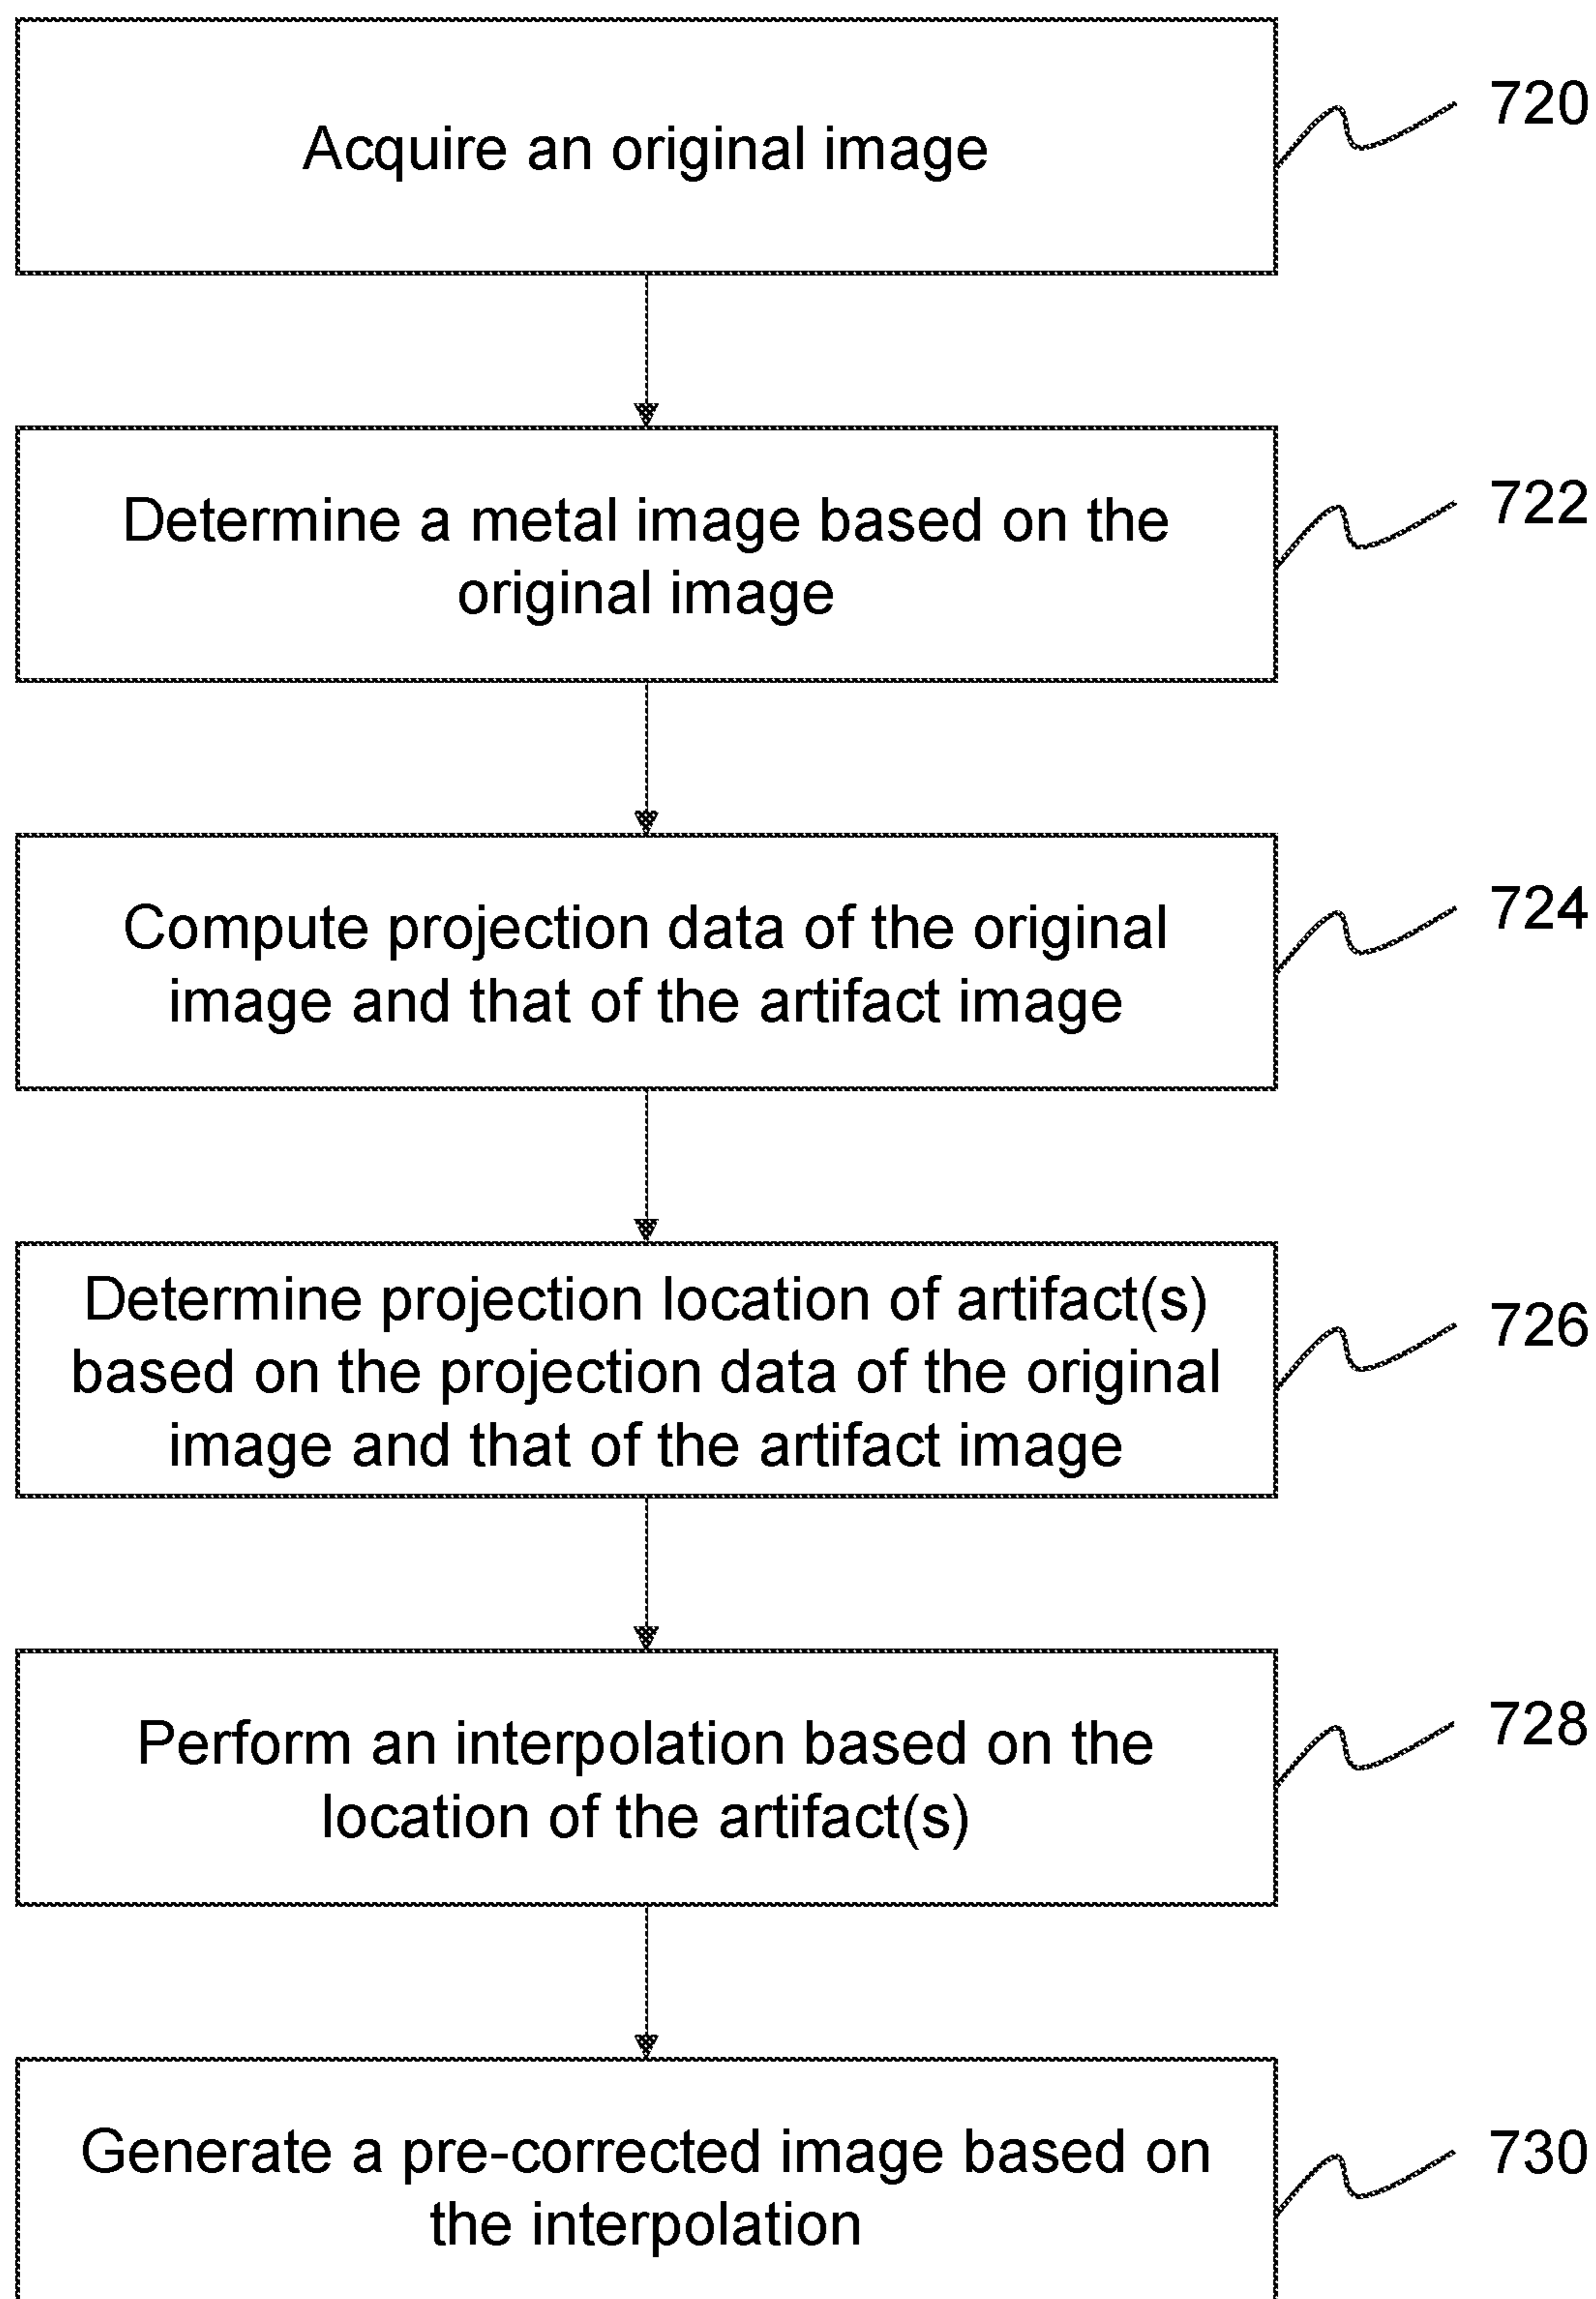 Acquire an original image
720
Determine a metal image based on the
original image
722
Compute projection data of the original
image and that of the artifact image
724
Determine projection location of artifact(s)
based on the projection data of the original
image and that of the artifact image
726
Perform an interpolation based on the
location of the artifact(s)
728
Generate a pre-corrected image based on
the interpolation
730